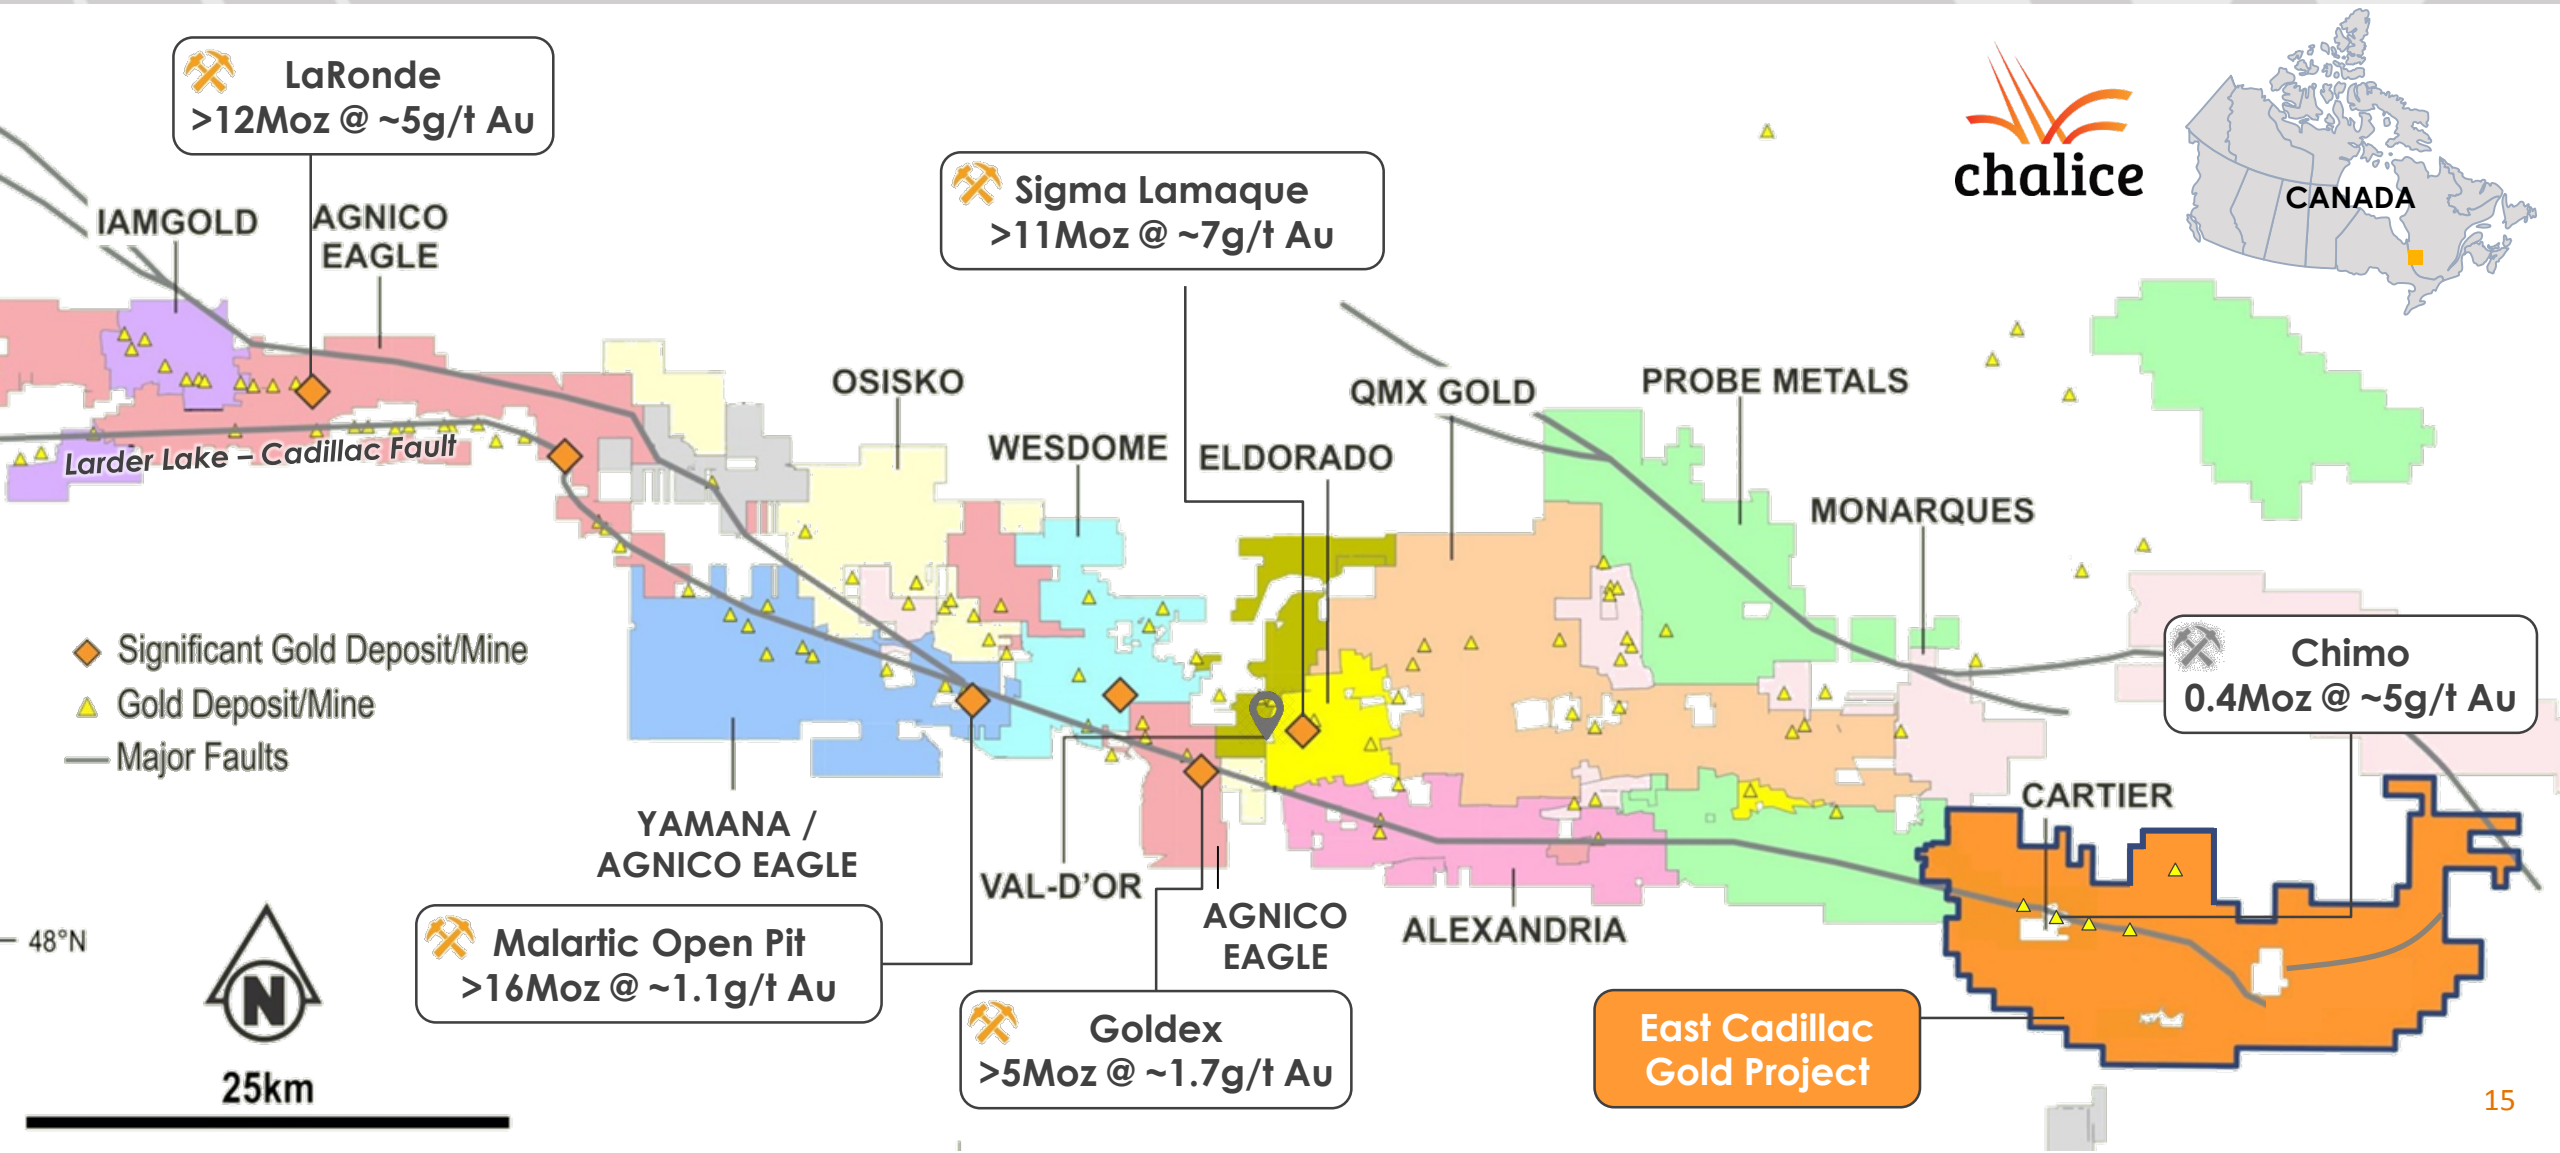 LaRonde
>12Moz @ ~5g/t Au
chalice
CANADA
Sigma Lamaque
>11Moz @ ~7g/t Au
IAMGOLD
AGNICO
EAGLE
OSISKO
WESDOME
ELDORADO
QMX GOLD
PROBE METALS
MONARQUES
Larder Lake – Cadillac Fault
Significant Gold Deposit/Mine
Gold Deposit/Mine
Major Faults
Chimo
0.4Moz @ ~5g/t Au
CARTIER
YAMANA /
AGNICO EAGLE
VAL-D'OR
AGNICO
EAGLE
ALEXANDRIA
48°N
N
25km
Malartic Open Pit
>16Moz @ ~1.1g/t Au
Goldex
>5Moz @ ~1.7g/t Au
East Cadillac
Gold Project
15